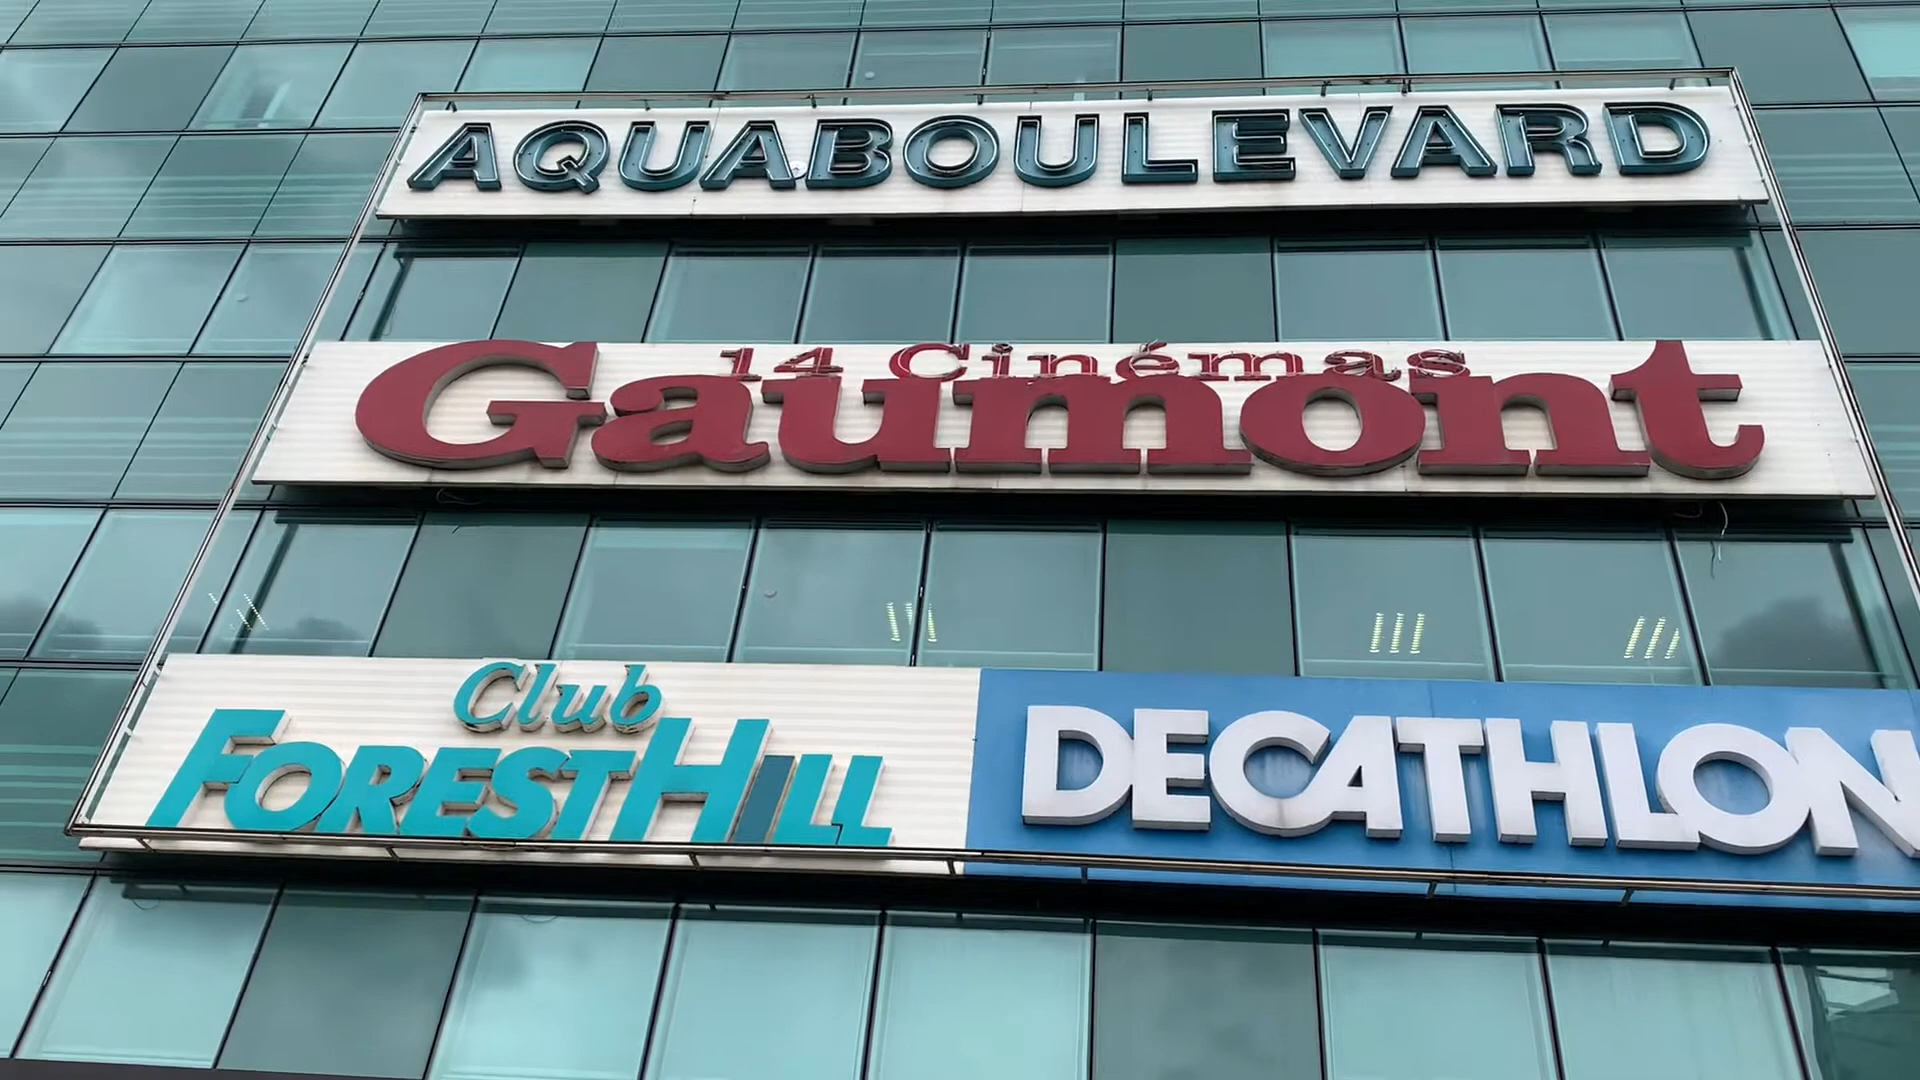 AQUABOULEVARD
14 Cinémas
Gaumont
Club
FORESTHILL
DECATHLON